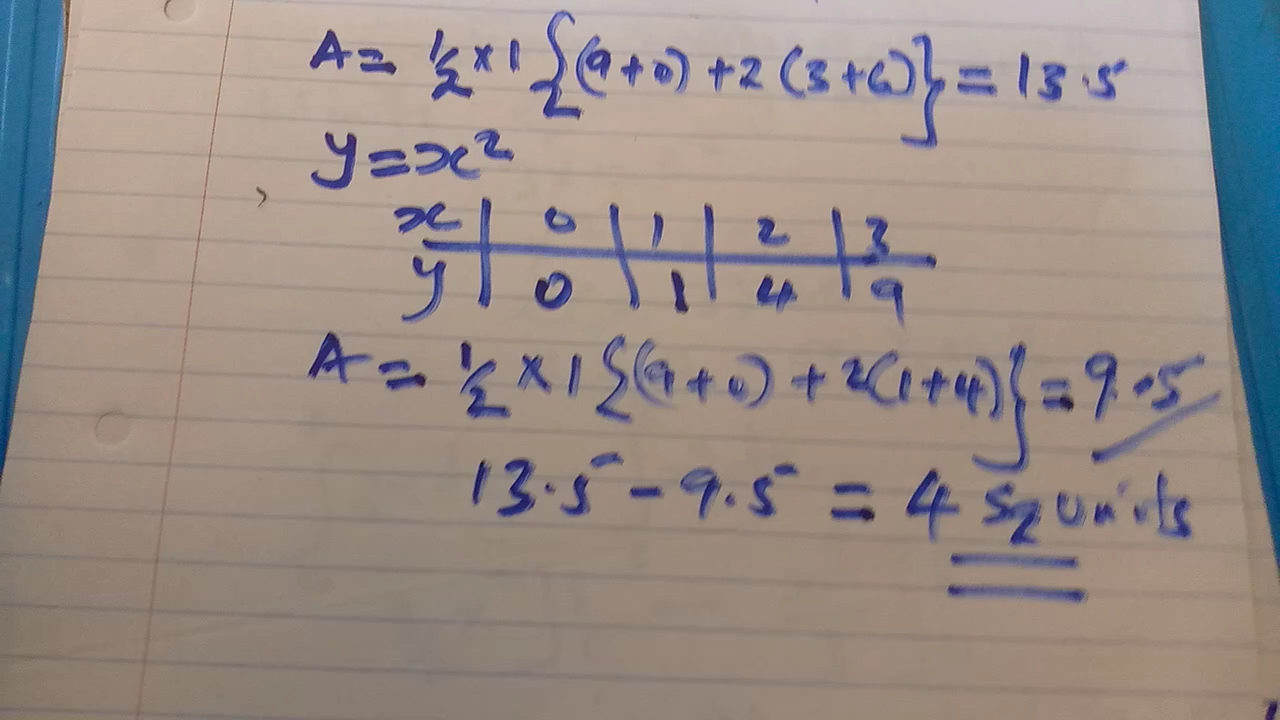 A = ½ × 1 {(9+0) + 2 (3+6)} = 13.5
y = x²
x | 0 | 1 | 2 | 3
y | 0 | 1 | 4 | 9
A = ½ × 1 {(9+0) + 2(1+4)} = 9.5
13.5 - 9.5 = 4 sq units